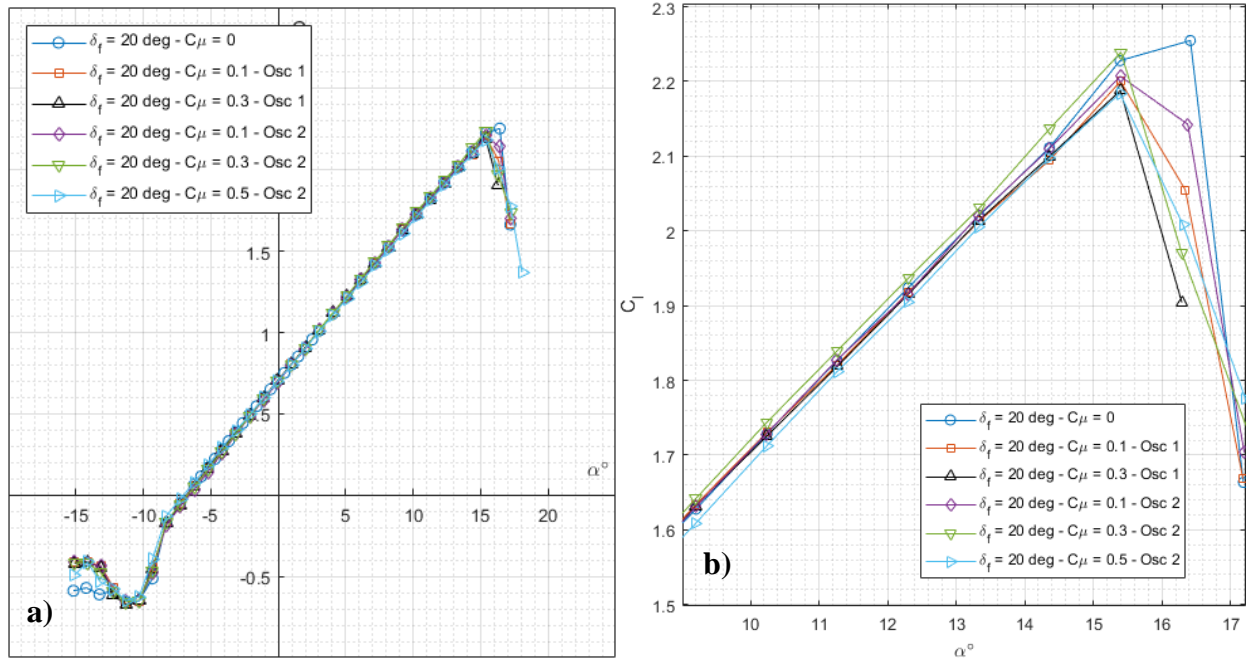 δf = 20 deg - Cμ = 0
δf = 20 deg - Cμ = 0.1 - Osc 1
δf = 20 deg - Cμ = 0.3 - Osc 1
δf = 20 deg - Cμ = 0.1 - Osc 2
δf = 20 deg - Cμ = 0.3 - Osc 2
δf = 20 deg - Cμ = 0.5 - Osc 2
1.5
1
0.5
α°
-15 -10 -5 5 10 15 20
-0.5
a)
2.3
2.2
2.1
2
Cl
1.9
1.8
1.7
1.6
1.5
δf = 20 deg - Cμ = 0
δf = 20 deg - Cμ = 0.1 - Osc 1
δf = 20 deg - Cμ = 0.3 - Osc 1
δf = 20 deg - Cμ = 0.1 - Osc 2
δf = 20 deg - Cμ = 0.3 - Osc 2
δf = 20 deg - Cμ = 0.5 - Osc 2
b)
10 11 12 13 14 15 16 17
α°